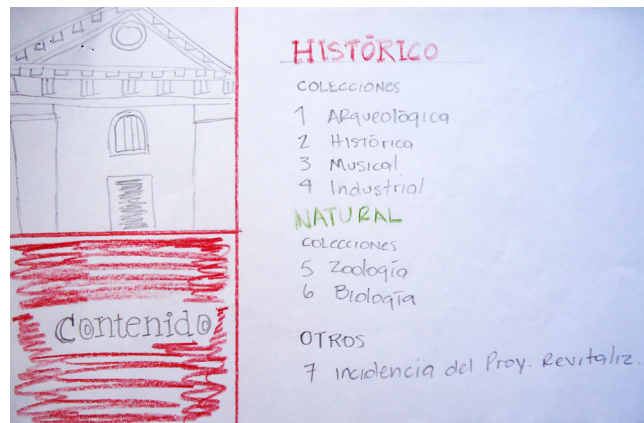 HISTÓRICO
COLECCIONES
1 Arqueológica
2 Histórica
3 Musical
4 Industrial
NATURAL
COLECCIONES
5 Zoología
6 Biología
Contenido
OTROS
7 incidencia del Proy. Revitaliz.